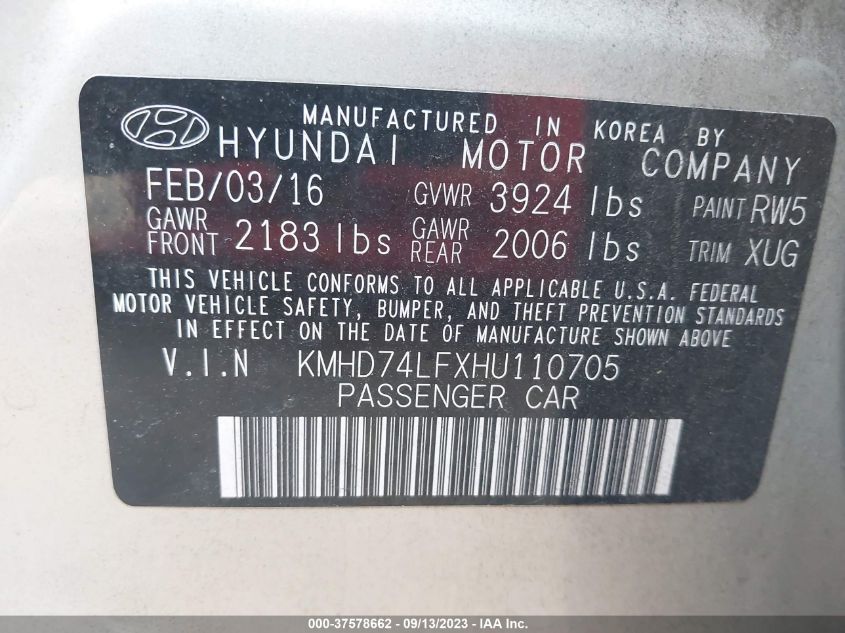 MANUFACTURED IN KOREA BY
HYUNDAI MOTOR COMPANY
FEB/03/16 GVWR 3924 lbs PAINT RW5
GAWR FRONT 2183 lbs GAWR REAR 2006 lbs TRIM XUG
THIS VEHICLE CONFORMS TO ALL APPLICABLE U.S.A. FEDERAL
MOTOR VEHICLE SAFETY, BUMPER, AND THEFT PREVENTION STANDARDS
IN EFFECT ON THE DATE OF MANUFACTURE SHOWN ABOVE
V.I.N KMHD74LFXHU110705
PASSENGER CAR
000-37578662 - 09/13/2023 - IAA Inc.